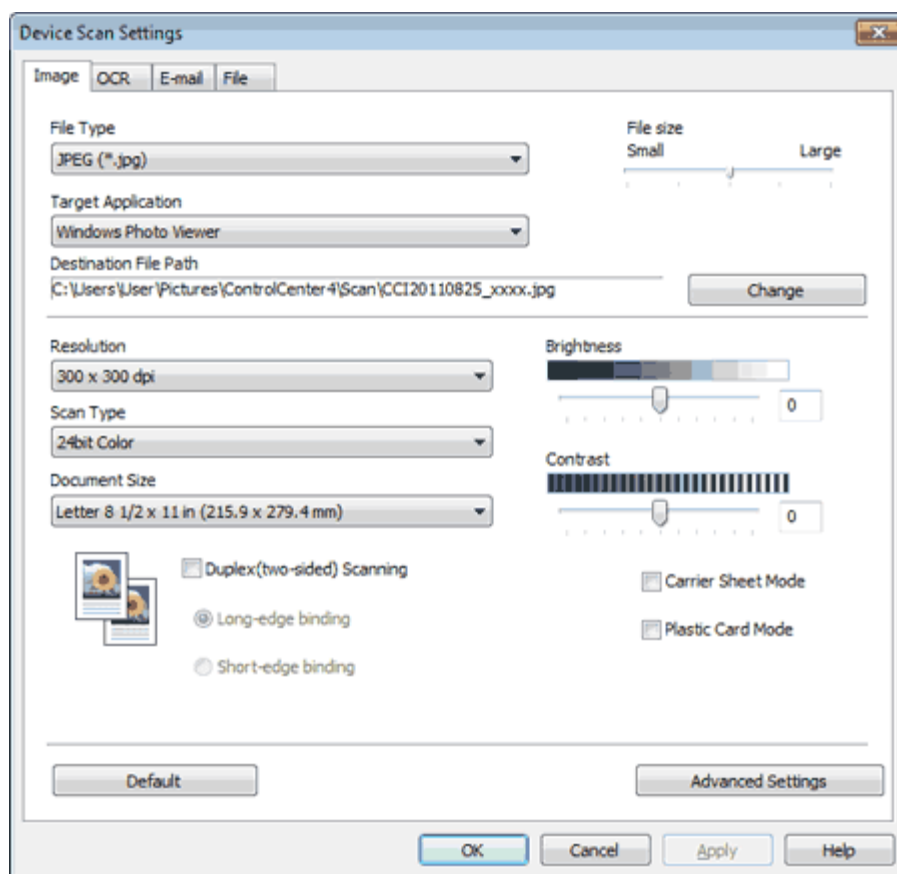 Device Scan Settings
Image OCR E-mail File
File Type
JPEG (*.jpg)
File size
Small Large
Target Application
Windows Photo Viewer
Destination File Path
C:\Users\User\Pictures\ControlCenter4\Scan\CCI20110825_xxxx.jpg
Change
Resolution
300 x 300 dpi
Brightness
0
Scan Type
24bit Color
Contrast
0
Document Size
Letter 8 1/2 x 11 in (215.9 x 279.4 mm)
Duplex(two-sided) Scanning
Long-edge binding
Short-edge binding
Carrier Sheet Mode
Plastic Card Mode
Default
Advanced Settings
OK Cancel Apply Help